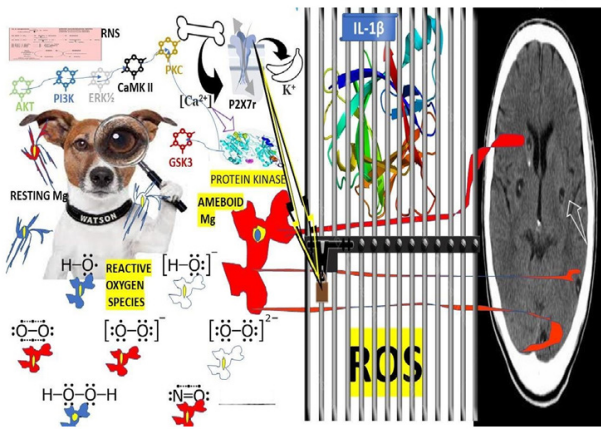 RNS
IL-1β
PKC
CaMK II
ERK½
PI3K
AKT
[Ca²⁺]
P2X7r
K⁺
GSK3
PROTEIN KINASE
RESTING Mg
WATSON
AMEBOID
Mg
H–O
[H–O]⁻
REACTIVE
OXYGEN
SPECIES
O–O
[O–O]⁻
[O–O]²⁻
ROS
H–O–O–H
N=O